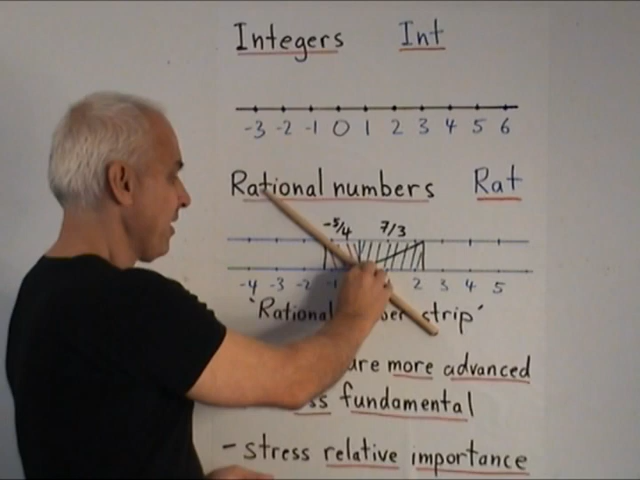 Integers Int
-3 -2 -1 0 1 2 3 4 5 6
Rational numbers Rat
-5/4 7/3
-4 -3 -2 -1 2 3 4 5
'Rational strip'
are more advanced
fundamental
- stress relative importance